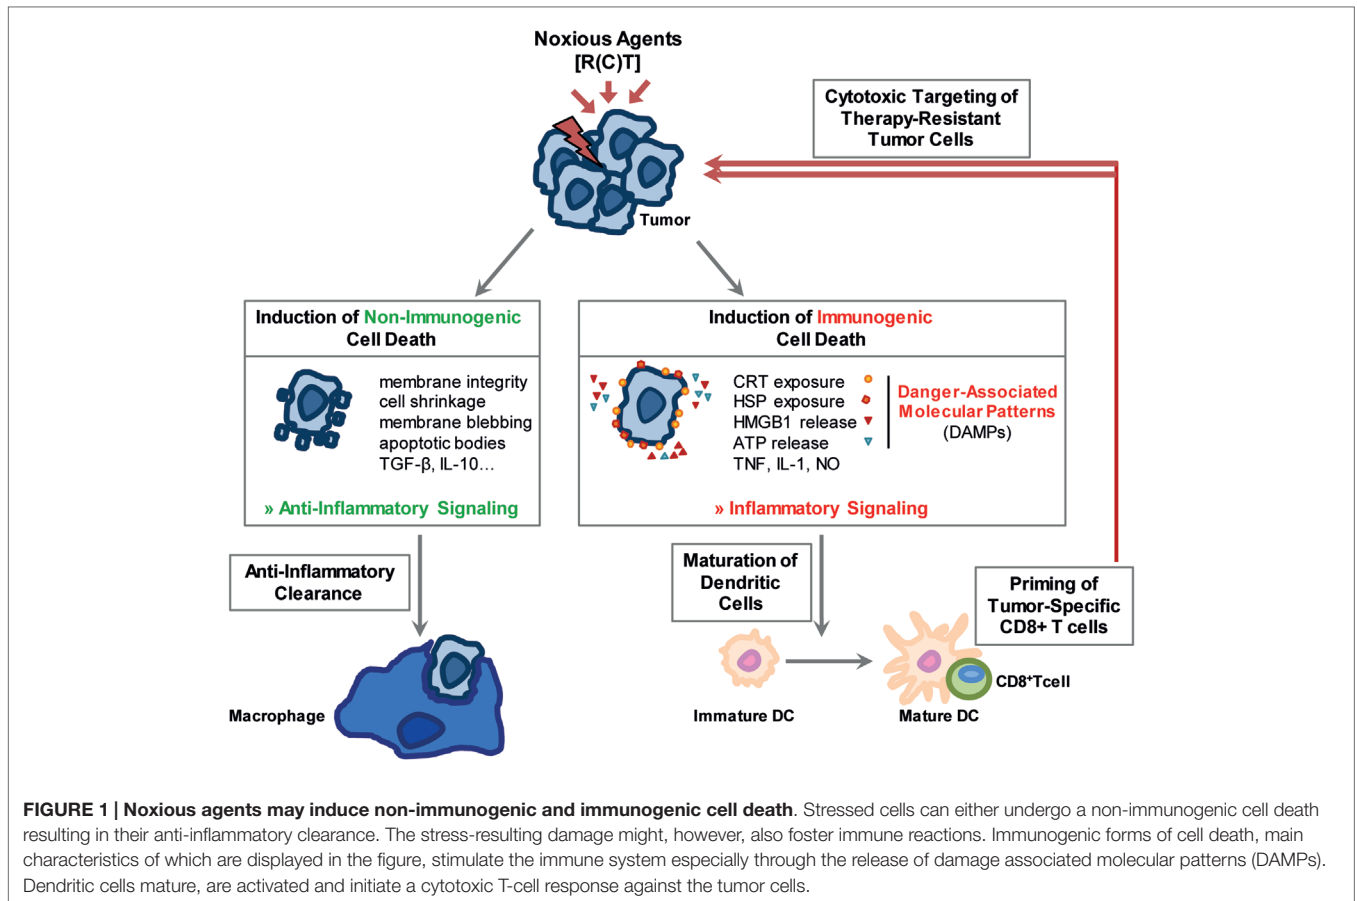 Noxious Agents
[R(C)T]
Cytotoxic Targeting of
Therapy-Resistant
Tumor Cells
Tumor
Induction of Non-Immunogenic
Cell Death
membrane integrity
cell shrinkage
membrane blebbing
apoptotic bodies
TGF-β, IL-10…
» Anti-Inflammatory Signaling
Induction of Immunogenic
Cell Death
CRT exposure
HSP exposure
HMGB1 release
ATP release
TNF, IL-1, NO
Danger-Associated
Molecular Patterns
(DAMPs)
» Inflammatory Signaling
Anti-Inflammatory
Clearance
Maturation of
Dendritic
Cells
Priming of
Tumor-Specific
CD8+ T cells
CD8⁺Tcell
Macrophage
Immature DC
Mature DC
FIGURE 1 | Noxious agents may induce non-immunogenic and immunogenic cell death. Stressed cells can either undergo a non-immunogenic cell death
resulting in their anti-inflammatory clearance. The stress-resulting damage might, however, also foster immune reactions. Immunogenic forms of cell death, main
characteristics of which are displayed in the figure, stimulate the immune system especially through the release of damage associated molecular patterns (DAMPs).
Dendritic cells mature, are activated and initiate a cytotoxic T-cell response against the tumor cells.